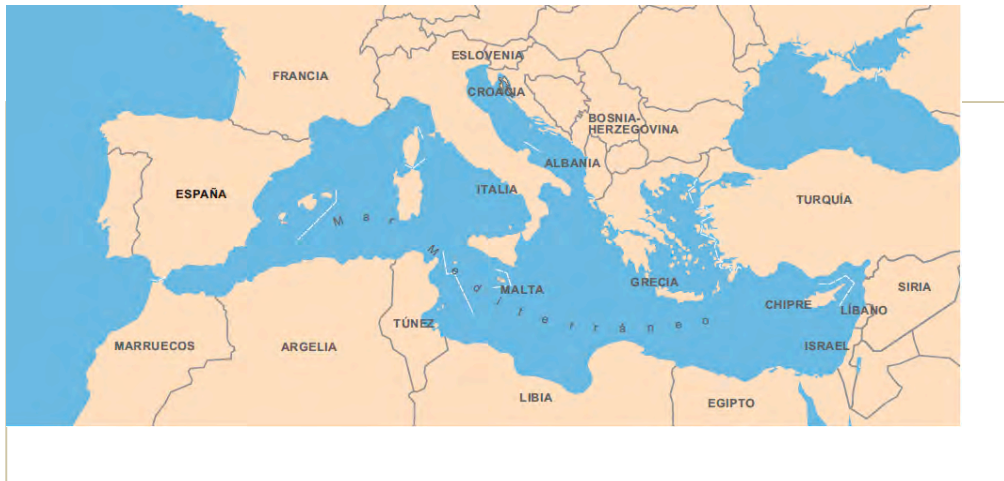 ESLOVENIA
FRANCIA
CROACIA
BOSNIA-
HERZEGOVINA
ALBANIA
ESPAÑA
ITALIA
TURQUÍA
Mar Mediterráneo
GRECIA
MALTA
SIRIA
CHIPRE
LÍBANO
TÚNEZ
MARRUECOS
ARGELIA
ISRAEL
LIBIA
EGIPTO